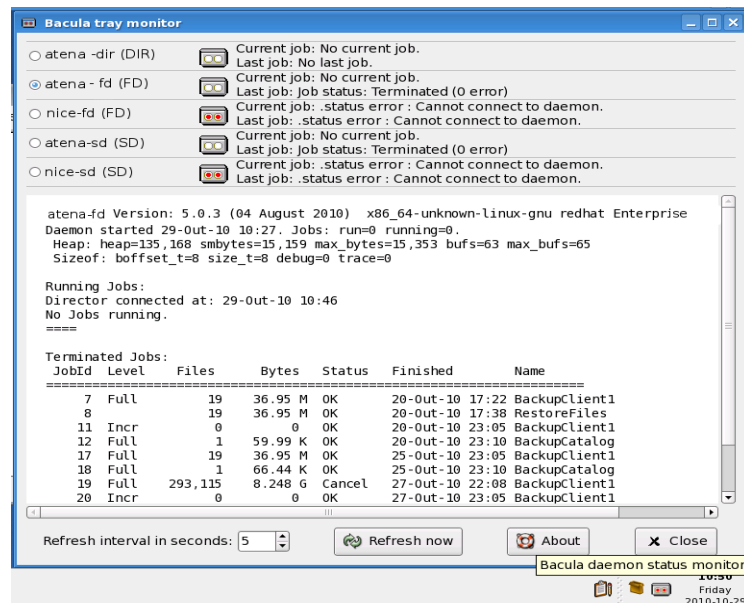 Bacula tray monitor
atena -dir (DIR)
Current job: No current job.
Last job: No last job.
atena - fd (FD)
Current job: No current job.
Last job: Job status: Terminated (0 error)
nice-fd (FD)
Current job: .status error : Cannot connect to daemon.
Last job: .status error : Cannot connect to daemon.
atena-sd (SD)
Current job: No current job.
Last job: Job status: Terminated (0 error)
nice-sd (SD)
Current job: .status error : Cannot connect to daemon.
Last job: .status error : Cannot connect to daemon.
atena-fd Version: 5.0.3 (04 August 2010)  x86_64-unknown-linux-gnu redhat Enterprise
Daemon started 29-Out-10 10:27. Jobs: run=0 running=0.
Heap: heap=135,168 smbytes=15,159 max_bytes=15,353 bufs=63 max_bufs=65
Sizeof: boffset_t=8 size_t=8 debug=0 trace=0
Running Jobs:
Director connected at: 29-Out-10 10:46
No Jobs running.
====
Terminated Jobs:
JobId  Level    Files      Bytes   Status   Finished        Name
======================================================================
7  Full         19    36.95 M  OK       20-Out-10 17:22 BackupClient1
8               19    36.95 M  OK       20-Out-10 17:38 RestoreFiles
11  Incr          0         0   OK       20-Out-10 23:05 BackupClient1
12  Full          1    59.99 K  OK       20-Out-10 23:10 BackupCatalog
17  Full         19    36.95 M  OK       25-Out-10 23:05 BackupClient1
18  Full          1    66.44 K  OK       25-Out-10 23:10 BackupCatalog
19  Full    293,115    8.248 G  Cancel   27-Out-10 22:08 BackupClient1
20  Incr          0         0   OK       27-Out-10 23:05 BackupClient1
Refresh interval in seconds: 5
Refresh now
About
Close
Bacula daemon status monitor
Friday
2010-10-29